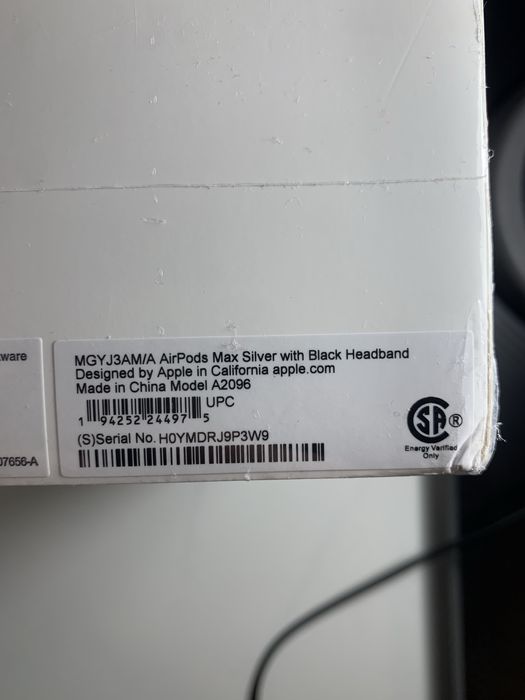 ware
07656-A
MGYJ3AM/A AirPods Max Silver with Black Headband
Designed by Apple in California apple.com
Made in China Model A2096
UPC
1 94252 24497 5
(S)Serial No. H0YMDRJ9P3W9
SA®
Energy Verified
Only